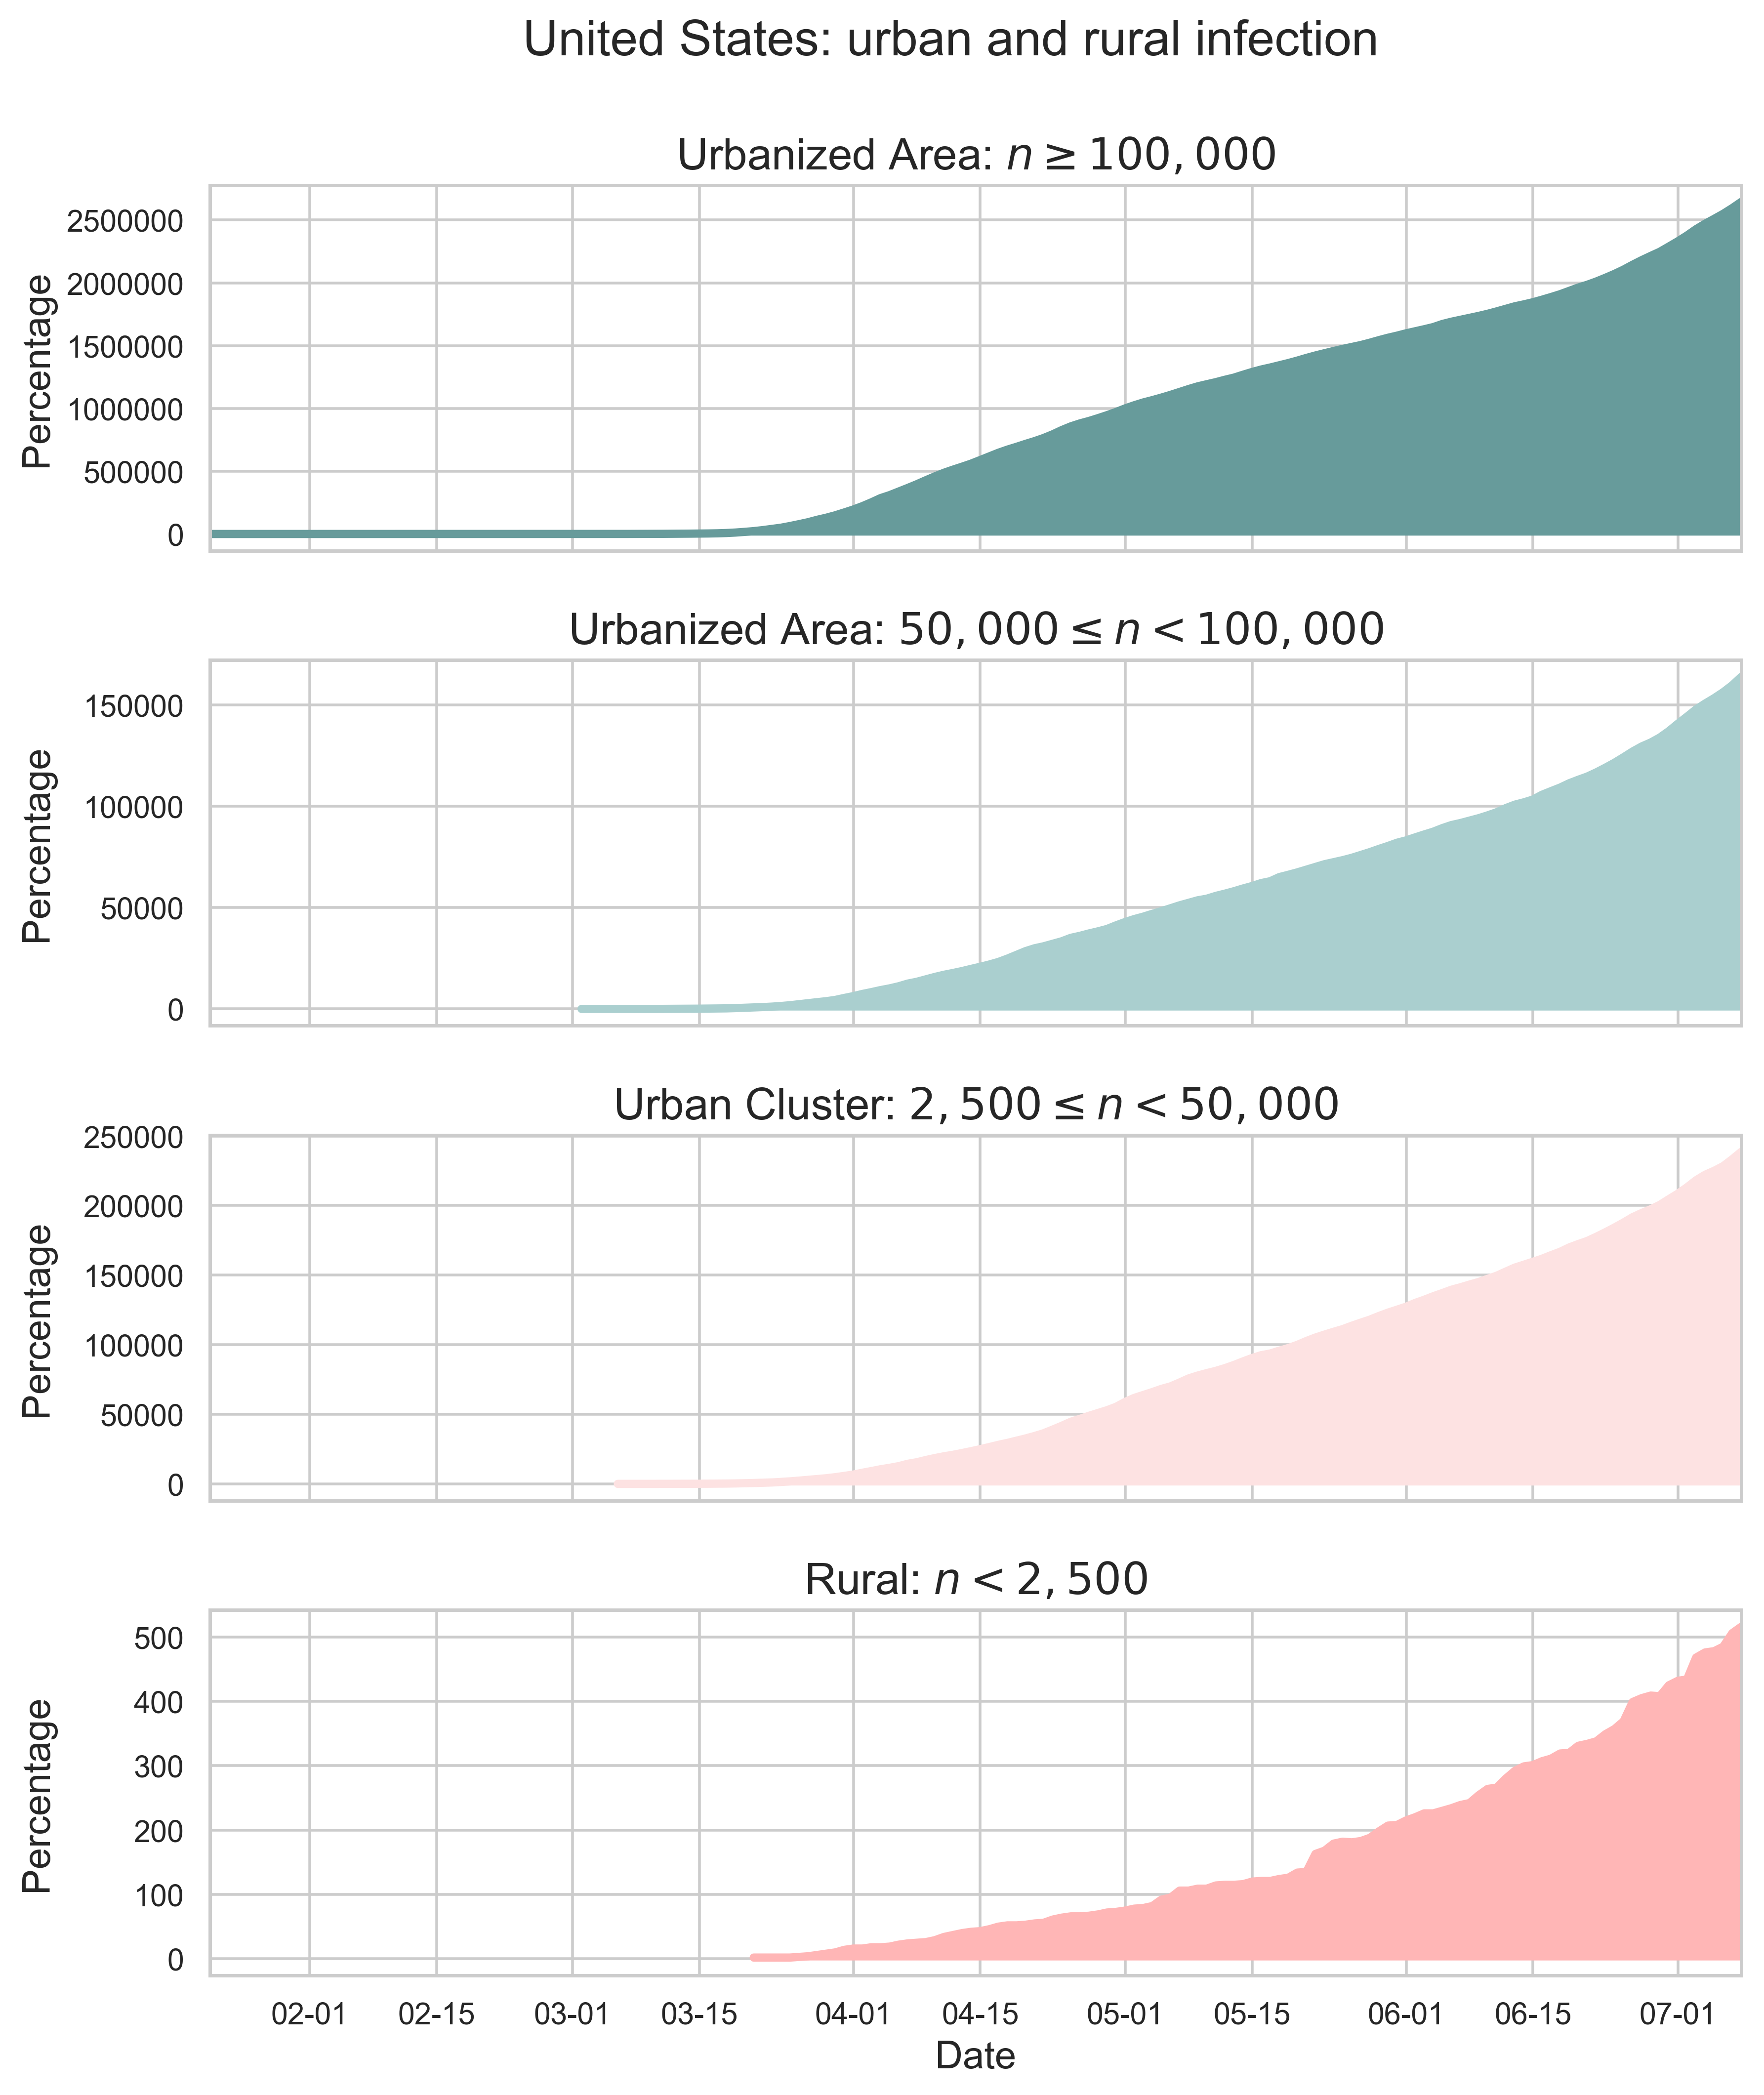 United States: urban and rural infection
Urbanized Area: n ≥ 100,000
Percentage
2500000
2000000
1500000
1000000
500000
0
Urbanized Area: 50,000 ≤ n < 100,000
Percentage
150000
100000
50000
0
Urban Cluster: 2,500 ≤ n < 50,000
Percentage
250000
200000
150000
100000
50000
0
Rural: n < 2,500
Percentage
500
400
300
200
100
0
02-01 02-15 03-01 03-15 04-01 04-15 05-01 05-15 06-01 06-15 07-01
Date